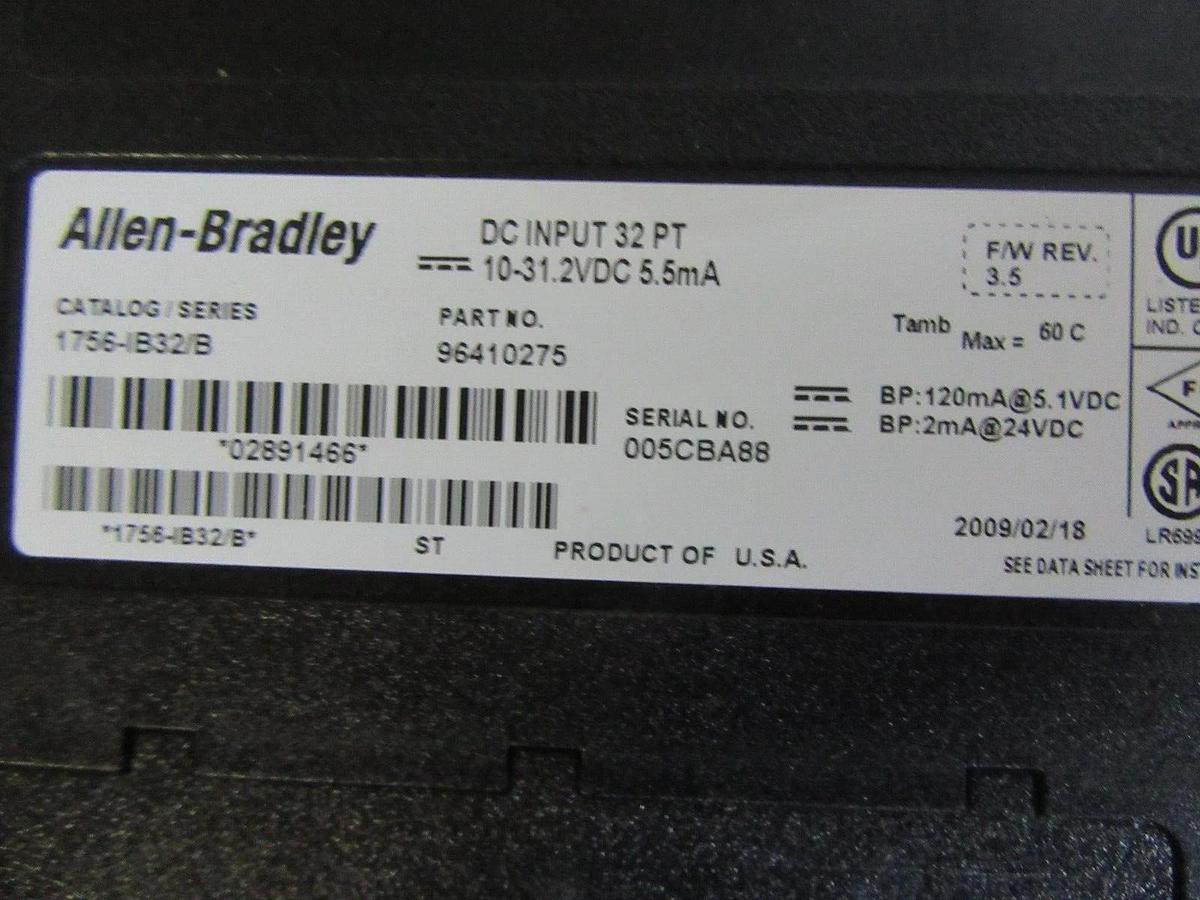 Allen-Bradley
DC INPUT 32 PT
10-31.2VDC 5.5mA
F/W REV.
3.5
CATALOG / SERIES
1756-IB32/B
PART NO.
96410275
Tamb Max = 60 C
*02891466*
SERIAL NO.
005CBA88
BP:120mA@5.1VDC
BP:2mA@24VDC
*1756-IB32/B*
ST
PRODUCT OF U.S.A.
2009/02/18
SEE DATA SHEET FOR
U
IND.
F
SA